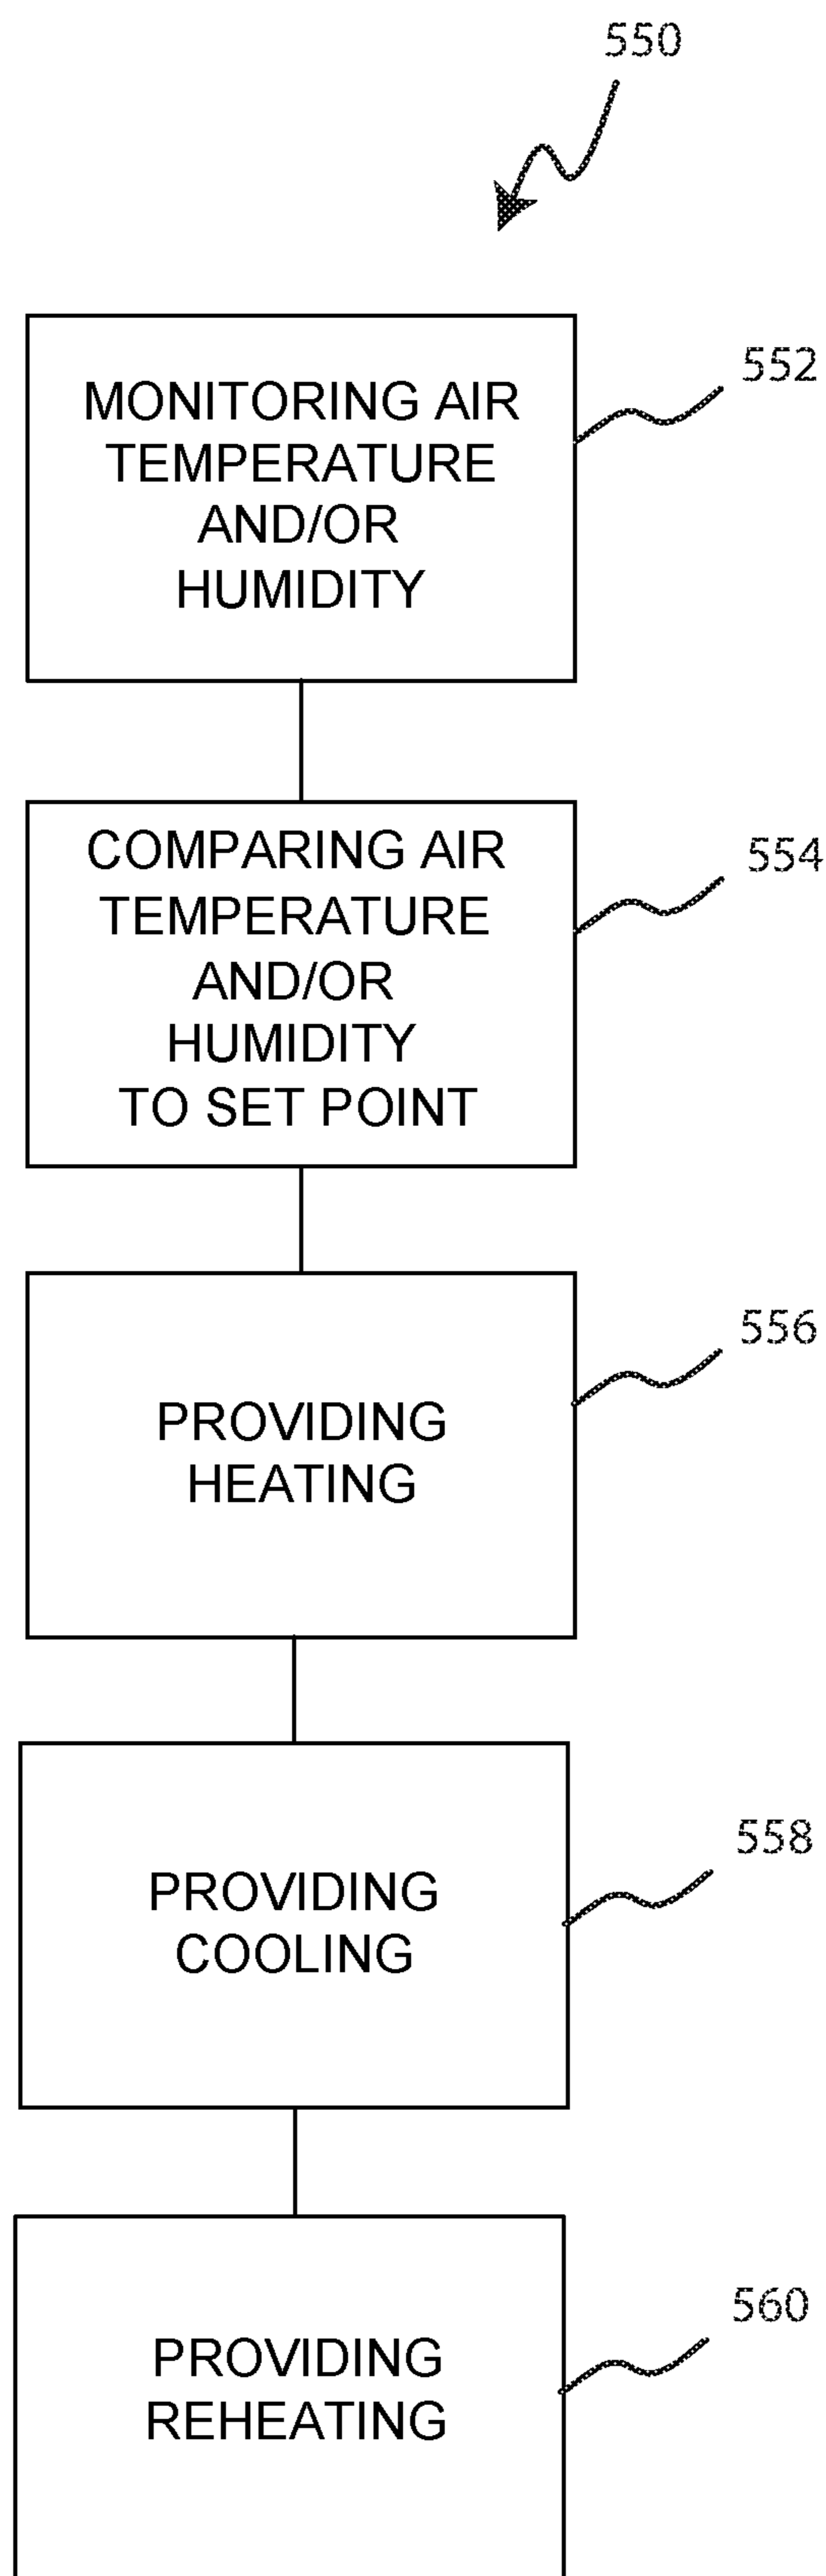 550
MONITORING AIR
TEMPERATURE
AND/OR
HUMIDITY
552
COMPARING AIR
TEMPERATURE
AND/OR
HUMIDITY
TO SET POINT
554
PROVIDING
HEATING
556
PROVIDING
COOLING
558
PROVIDING
REHEATING
560